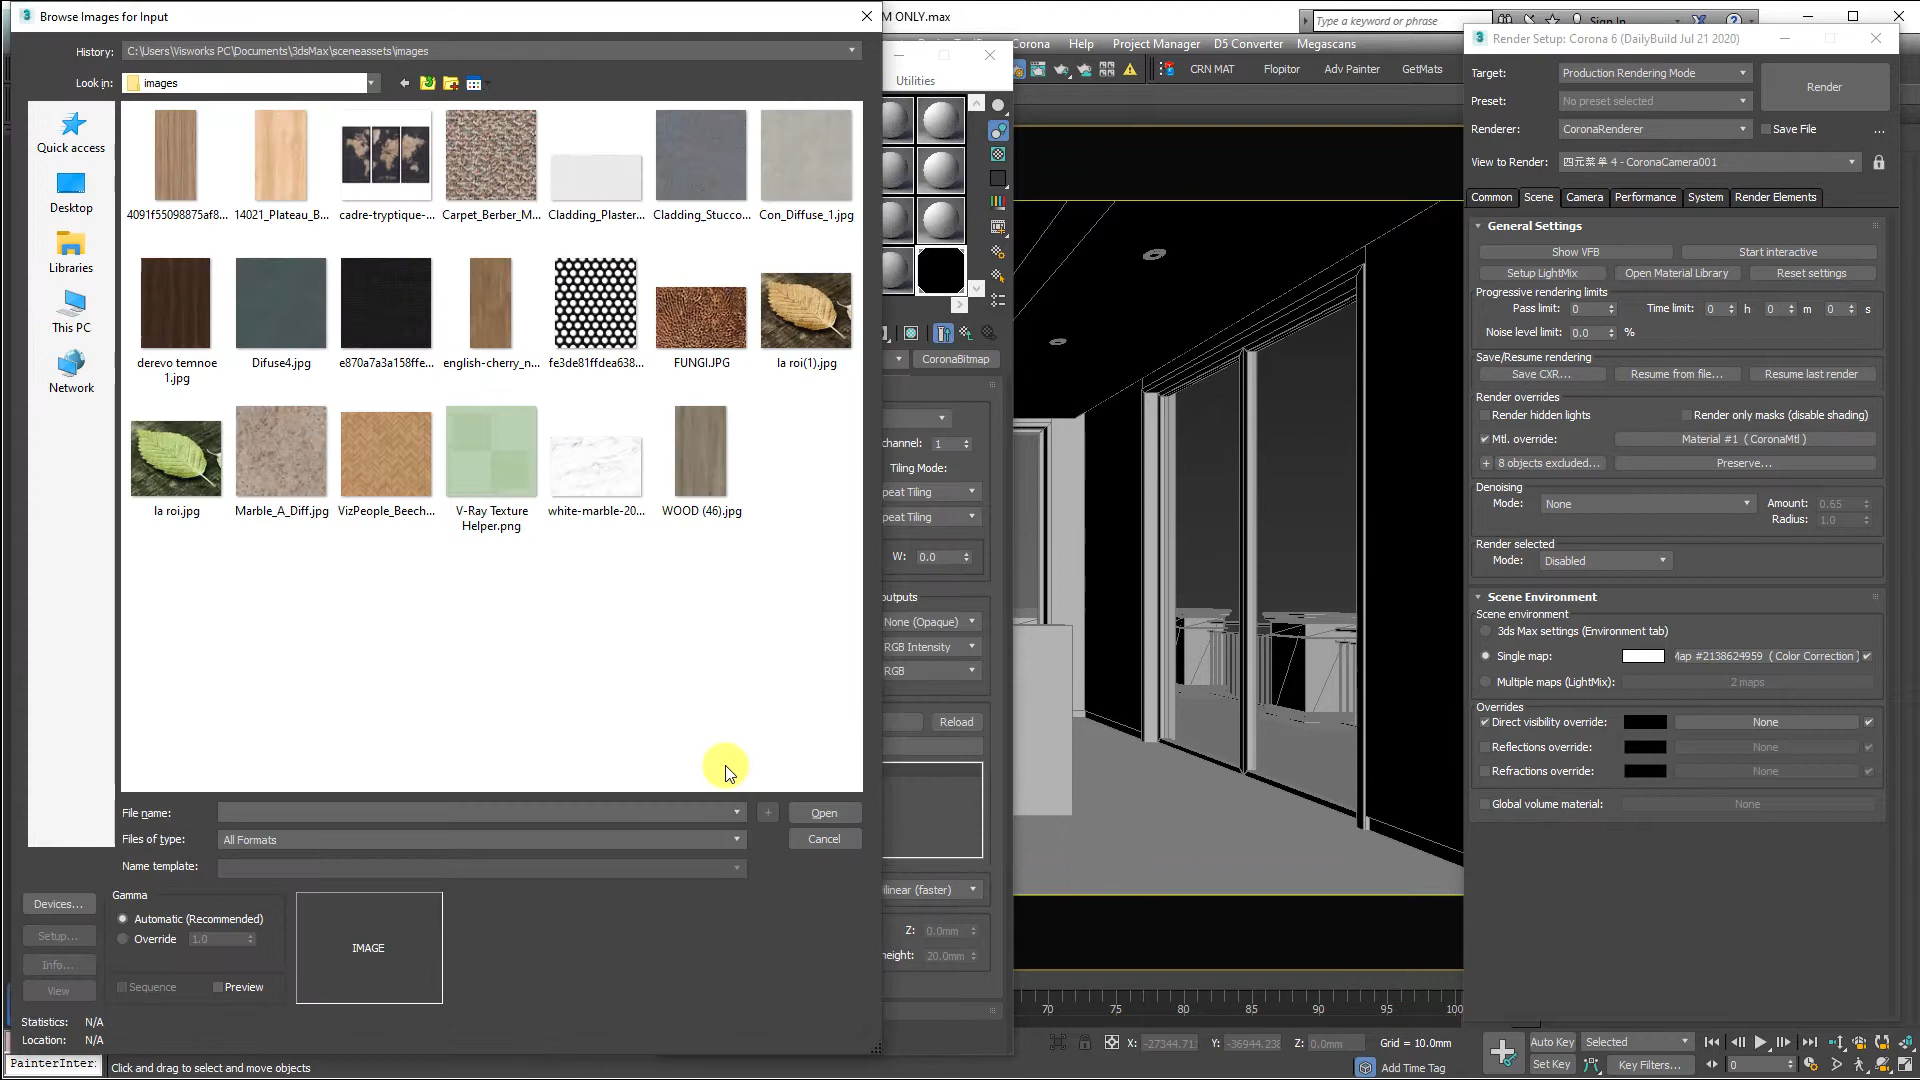 Browse Images for Input
History: C:\Users\Visworks PC\Documents\3dsMax\sceneassets\images
Look in: images
Quick access
Desktop
Libraries
This PC
Network
4091f55098875af8... 14021_Plateau_B... cadre-tryptique-... Carpet_Berber_M... Cladding_Plaster... Cladding_Stucco... Con_Diffuse_1.jpg
derevo temnoe 1.jpg Difuse4.jpg e870a7a3a158ffe... english-cherry_n... fe3de81ffdea638... FUNGI.JPG la roi(1).jpg
la roi.jpg Marble_A_Diff.jpg VizPeople_Beech... V-Ray Texture Helper.png white-marble-20... WOOD (46).jpg
File name: + Open
Files of type: All Formats Cancel
Name template:
Devices...
Setup...
Info...
View
Gamma
Automatic (Recommended)
Override 1.0
Sequence Preview
IMAGE
Statistics: N/A
Location: N/A
PainterInter:
Click and drag to select and move objects
M ONLY.max
Type a keyword or phrase
Sign In
Corona Help Project Manager D5 Converter Megascans
CRN MAT Flopitor Adv Painter GetMats
Utilities
CoronaBitmap
channel: 1
Tiling Mode:
peat Tiling
peat Tiling
W: 0.0
outputs
None (Opaque)
RGB Intensity
RGB
Reload
ilinear (faster)
Z: 0.0mm
height: 20.0mm
Render Setup: Corona 6 (DailyBuild Jul 21 2020)
Target: Production Rendering Mode
Preset: No preset selected
Render
Renderer: CoronaRenderer Save File ...
View to Render: 四元菜单 4 - CoronaCamera001
Common Scene Camera Performance System Render Elements
General Settings
Show VFB Start interactive
Setup LightMix Open Material Library Reset settings
Progressive rendering limits
Pass limit: 0 Time limit: 0 h 0 m 0 s
Noise level limit: 0.0 %
Save/Resume rendering
Save CXR... Resume from file... Resume last render
Render overrides
Render hidden lights Render only masks (disable shading)
Mtl. override: Material #1 ( CoronaMtl )
+ 8 objects excluded... Preserve...
Denoising
Mode: None Amount: 0.65
Radius: 1.0
Render selected
Mode: Disabled
Scene Environment
Scene environment
3ds Max settings (Environment tab)
Single map: Map #2138624959 ( Color Correction )
Multiple maps (LightMix): 2 maps
Overrides
Direct visibility override: None
Reflections override: None
Refractions override: None
Global volume material: None
70 75 80 85 90 95 100
X: -27344.71 Y: -36944.238 Z: 0.0mm Grid = 10.0mm
Add Time Tag
Auto Key Selected
Set Key Key Filters... 0